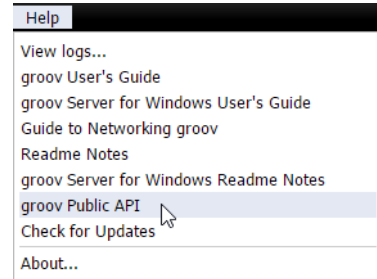 Help
View logs...
groov User's Guide
groov Server for Windows User's Guide
Guide to Networking groov
Readme Notes
groov Server for Windows Readme Notes
groov Public API
Check for Updates
About...